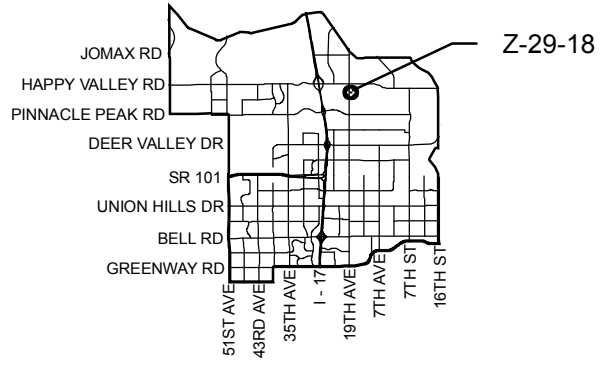 Z-29-18
JOMAX RD
HAPPY VALLEY RD
PINNACLE PEAK RD
DEER VALLEY DR
SR 101
UNION HILLS DR
BELL RD
GREENWAY RD
51ST AVE
43RD AVE
35TH AVE
I - 17
19TH AVE
7TH AVE
7TH ST
16TH ST